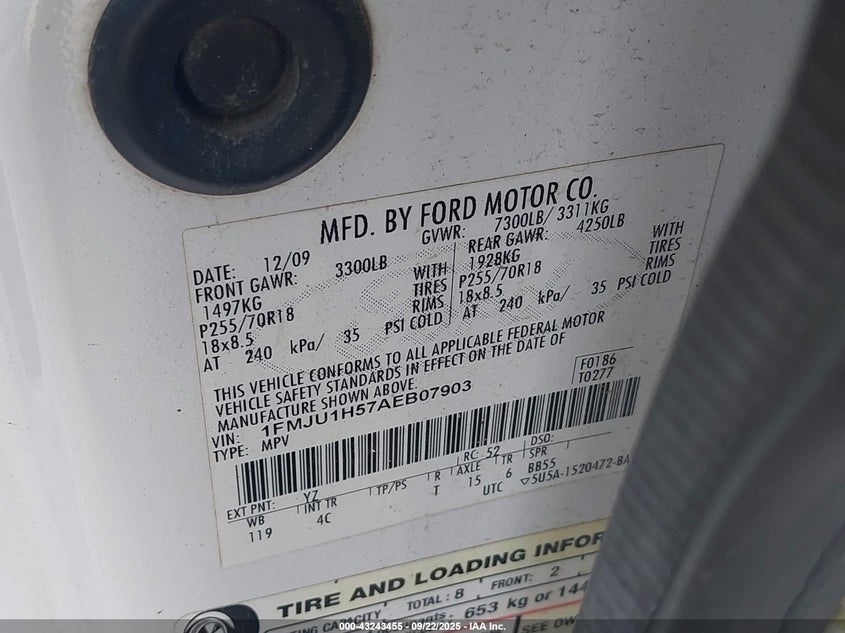 MFD. BY FORD MOTOR CO.
DATE: 12/09 GVWR: 7300LB/ 3311KG
FRONT GAWR: 3300LB REAR GAWR: 4250LB
1497KG WITH 1928KG WITH
P255/70R18 TIRES P255/70R18 TIRES
18x8.5 RIMS 18x8.5 RIMS
AT 240 kPa/ 35 PSI COLD AT 240 kPa/ 35 PSI COLD
THIS VEHICLE CONFORMS TO ALL APPLICABLE FEDERAL MOTOR
VEHICLE SAFETY STANDARDS IN EFFECT ON THE DATE OF
MANUFACTURE SHOWN ABOVE.
VIN: 1FMJU1H57AEB07903 F0186
TYPE: MPV T0277
EXT PNT: YZ RC: 52 DSO:
WB INT TR TP/PS R AXLE TR SPR
119 4C T 15 6 BB55
UTC ▽5U5A-1520472-BA
TIRE AND LOADING INFOR
CAPACITY TOTAL: 8 FRONT: 2
653 kg or 144
SEE OW
000-43243455 - 09/22/2025 - IAA Inc.